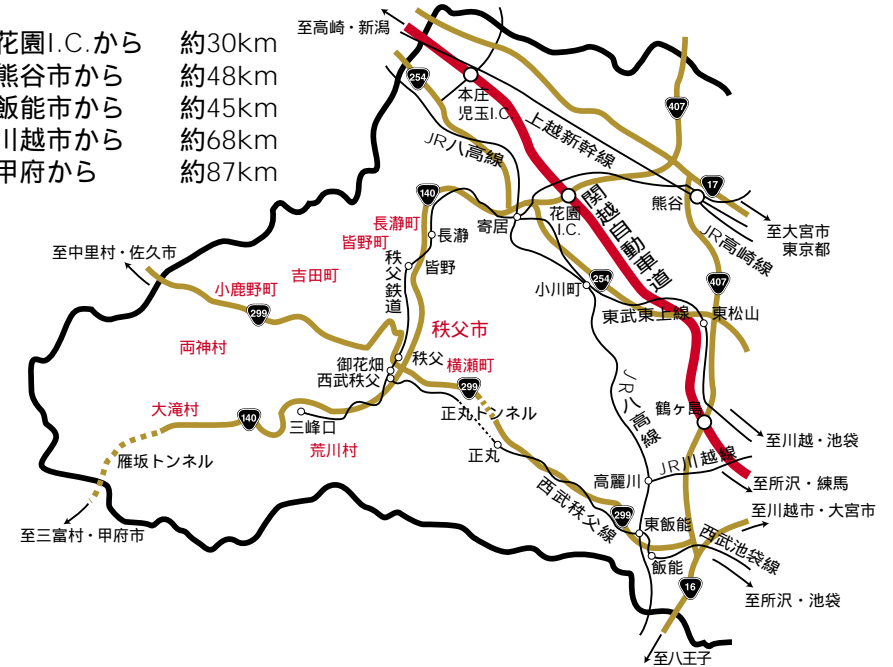 花園I.C.から 約30km
熊谷市から 約48km
飯能市から 約45km
川越市から 約68km
甲府から 約87km
至高崎・新潟
254
本庄
児玉I.C.
407
JR八高線
上越新幹線
17
140
熊谷
花園
I.C.
関越自動車道
寄居
長瀞町
長瀞
皆野町
皆野
至大宮市
東京都
JR高崎線
至中里村・佐久市
秩父鉄道
吉田町
小鹿野町
299
254
407
小川町
東武東上線
東松山
秩父市
両神村
御花畑
秩父
西武秩父
横瀬町
299
JR八高線
大滝村
140
三峰口
正丸トンネル
鶴ヶ島
至川越・池袋
荒川村
正丸
雁坂トンネル
JR川越線
高麗川
至所沢・練馬
西武秩父線
299
至川越市・大宮市
至三富村・甲府市
東飯能
西武池袋線
飯能
16
至所沢・池袋
至八王子